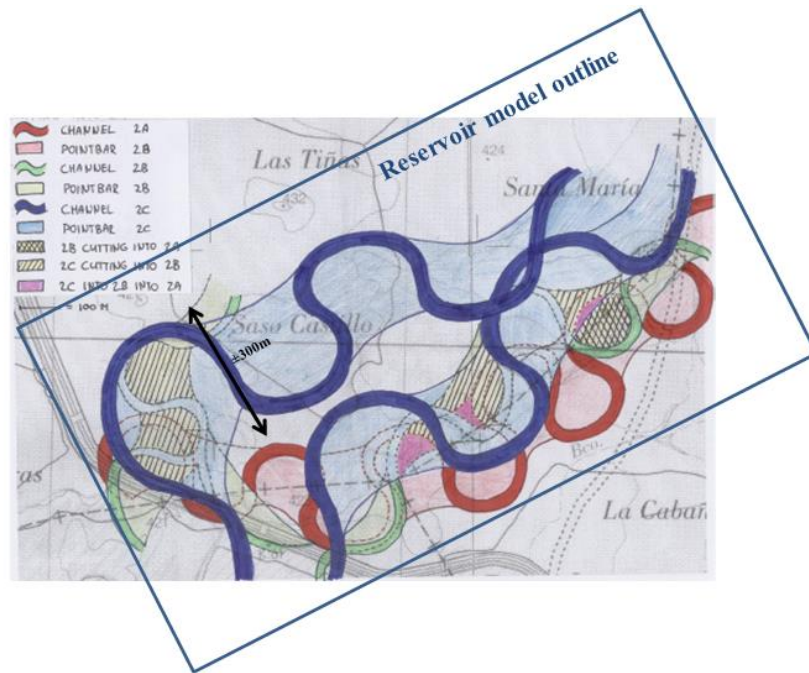 Reservoir model outline
CHANNEL 2A
POINTBAR 2B
CHANNEL 2B
POINTBAR 2B
CHANNEL 2C
POINTBAR 2C
2B CUTTING INTO 2A
2C CUTTING INTO 2B
2C INTO 2B INTO 2A
= 100 M
Las Tiñas
424
432
Santa María
Saso Castillo
±300m
Bco.
La Cabañ
ras
421